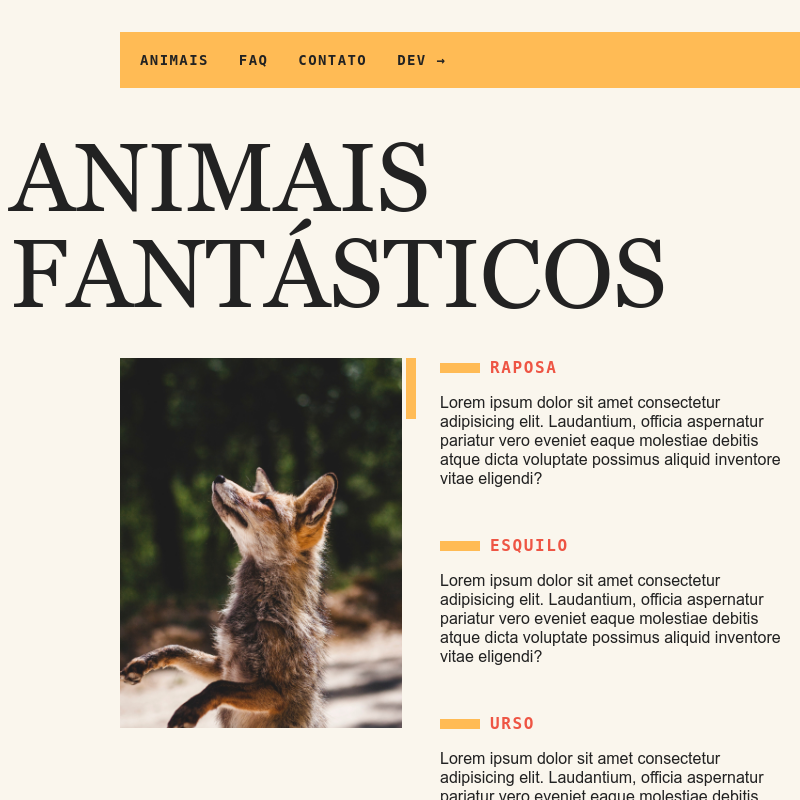 ANIMAIS FAQ CONTATO DEV →
ANIMAIS
FANTÁSTICOS
RAPOSA
Lorem ipsum dolor sit amet consectetur
adipisicing elit. Laudantium, officia aspernatur
pariatur vero eveniet eaque molestiae debitis
atque dicta voluptate possimus aliquid inventore
vitae eligendi?
ESQUILO
Lorem ipsum dolor sit amet consectetur
adipisicing elit. Laudantium, officia aspernatur
pariatur vero eveniet eaque molestiae debitis
atque dicta voluptate possimus aliquid inventore
vitae eligendi?
URSO
Lorem ipsum dolor sit amet consectetur
adipisicing elit. Laudantium, officia aspernatur
pariatur vero eveniet eaque molestiae debitis